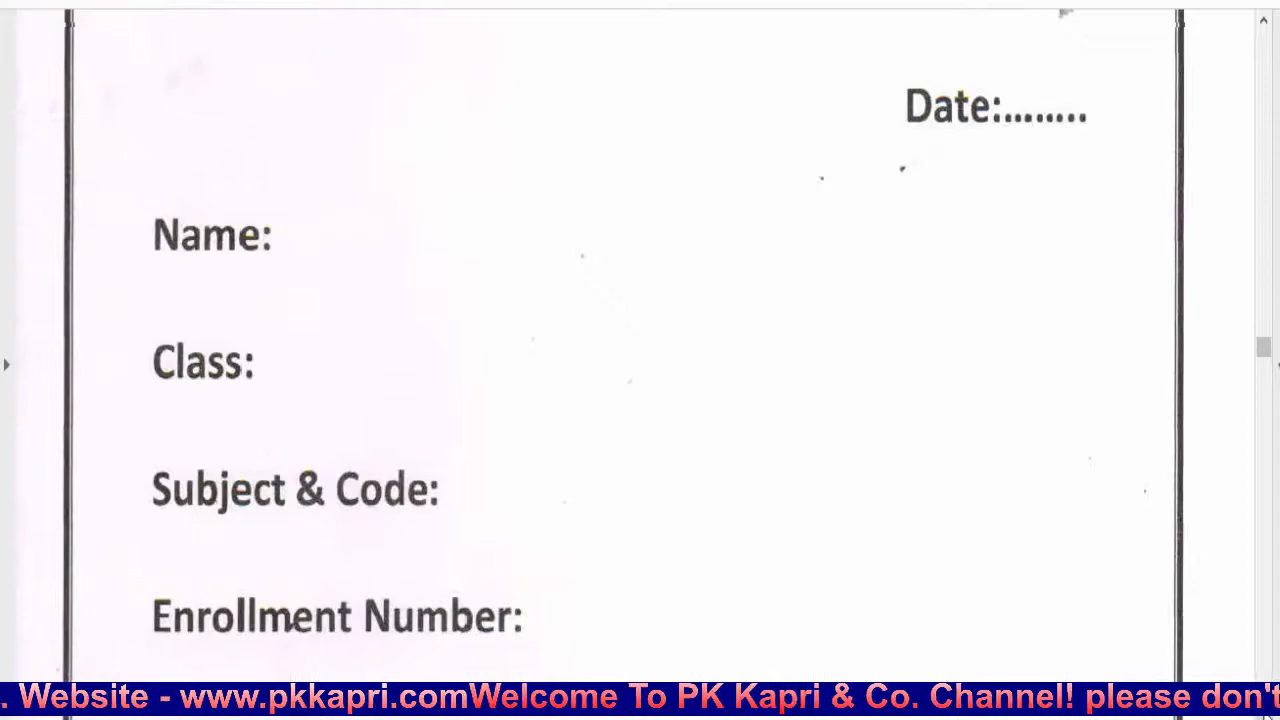 Date:........
Name:
Class:
Subject & Code:
Enrollment Number:
. Website - www.pkkapri.comWelcome To PK Kapri & Co. Channel! please don't